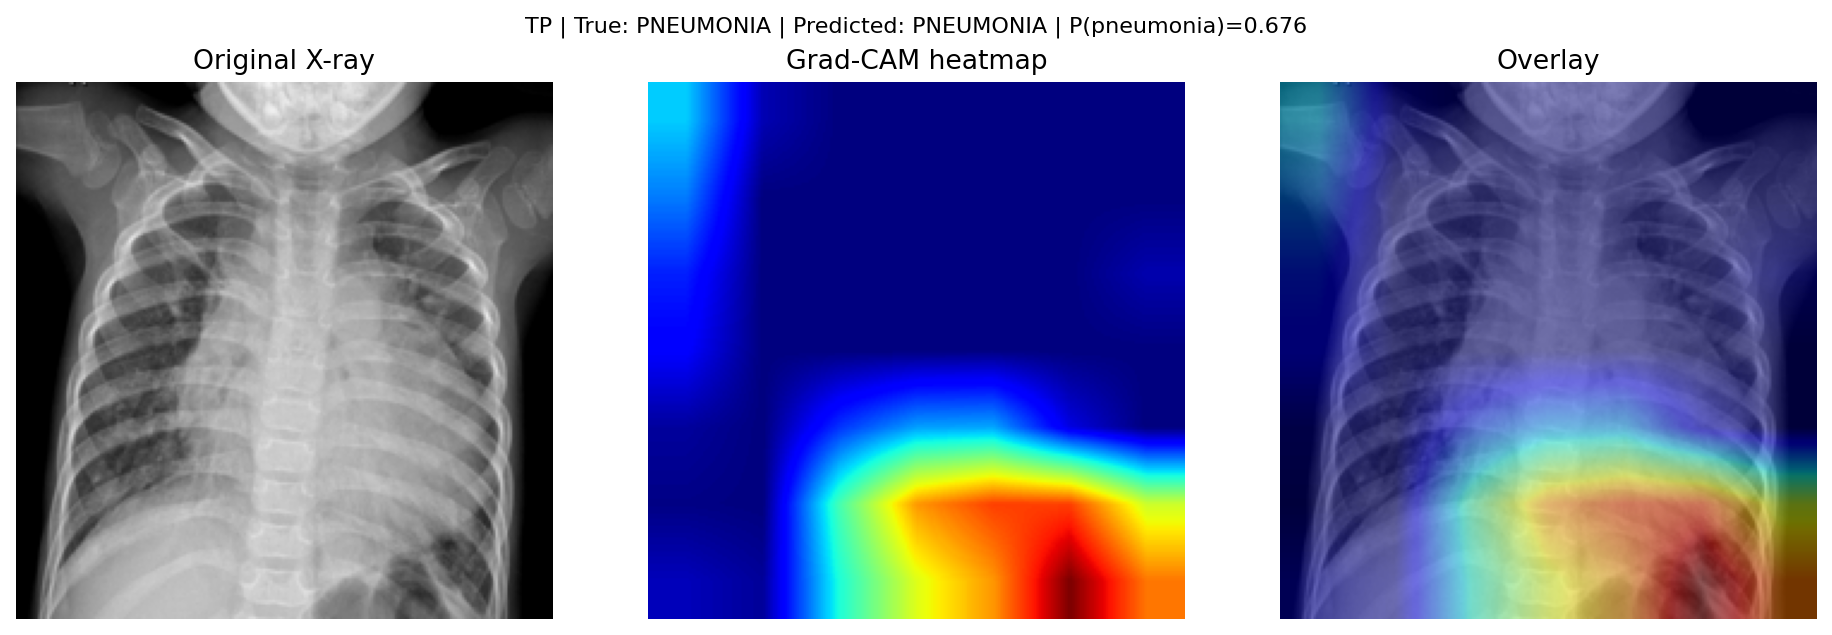 TP | True: PNEUMONIA | Predicted: PNEUMONIA | P(pneumonia)=0.676
Original X-ray
Grad-CAM heatmap
Overlay